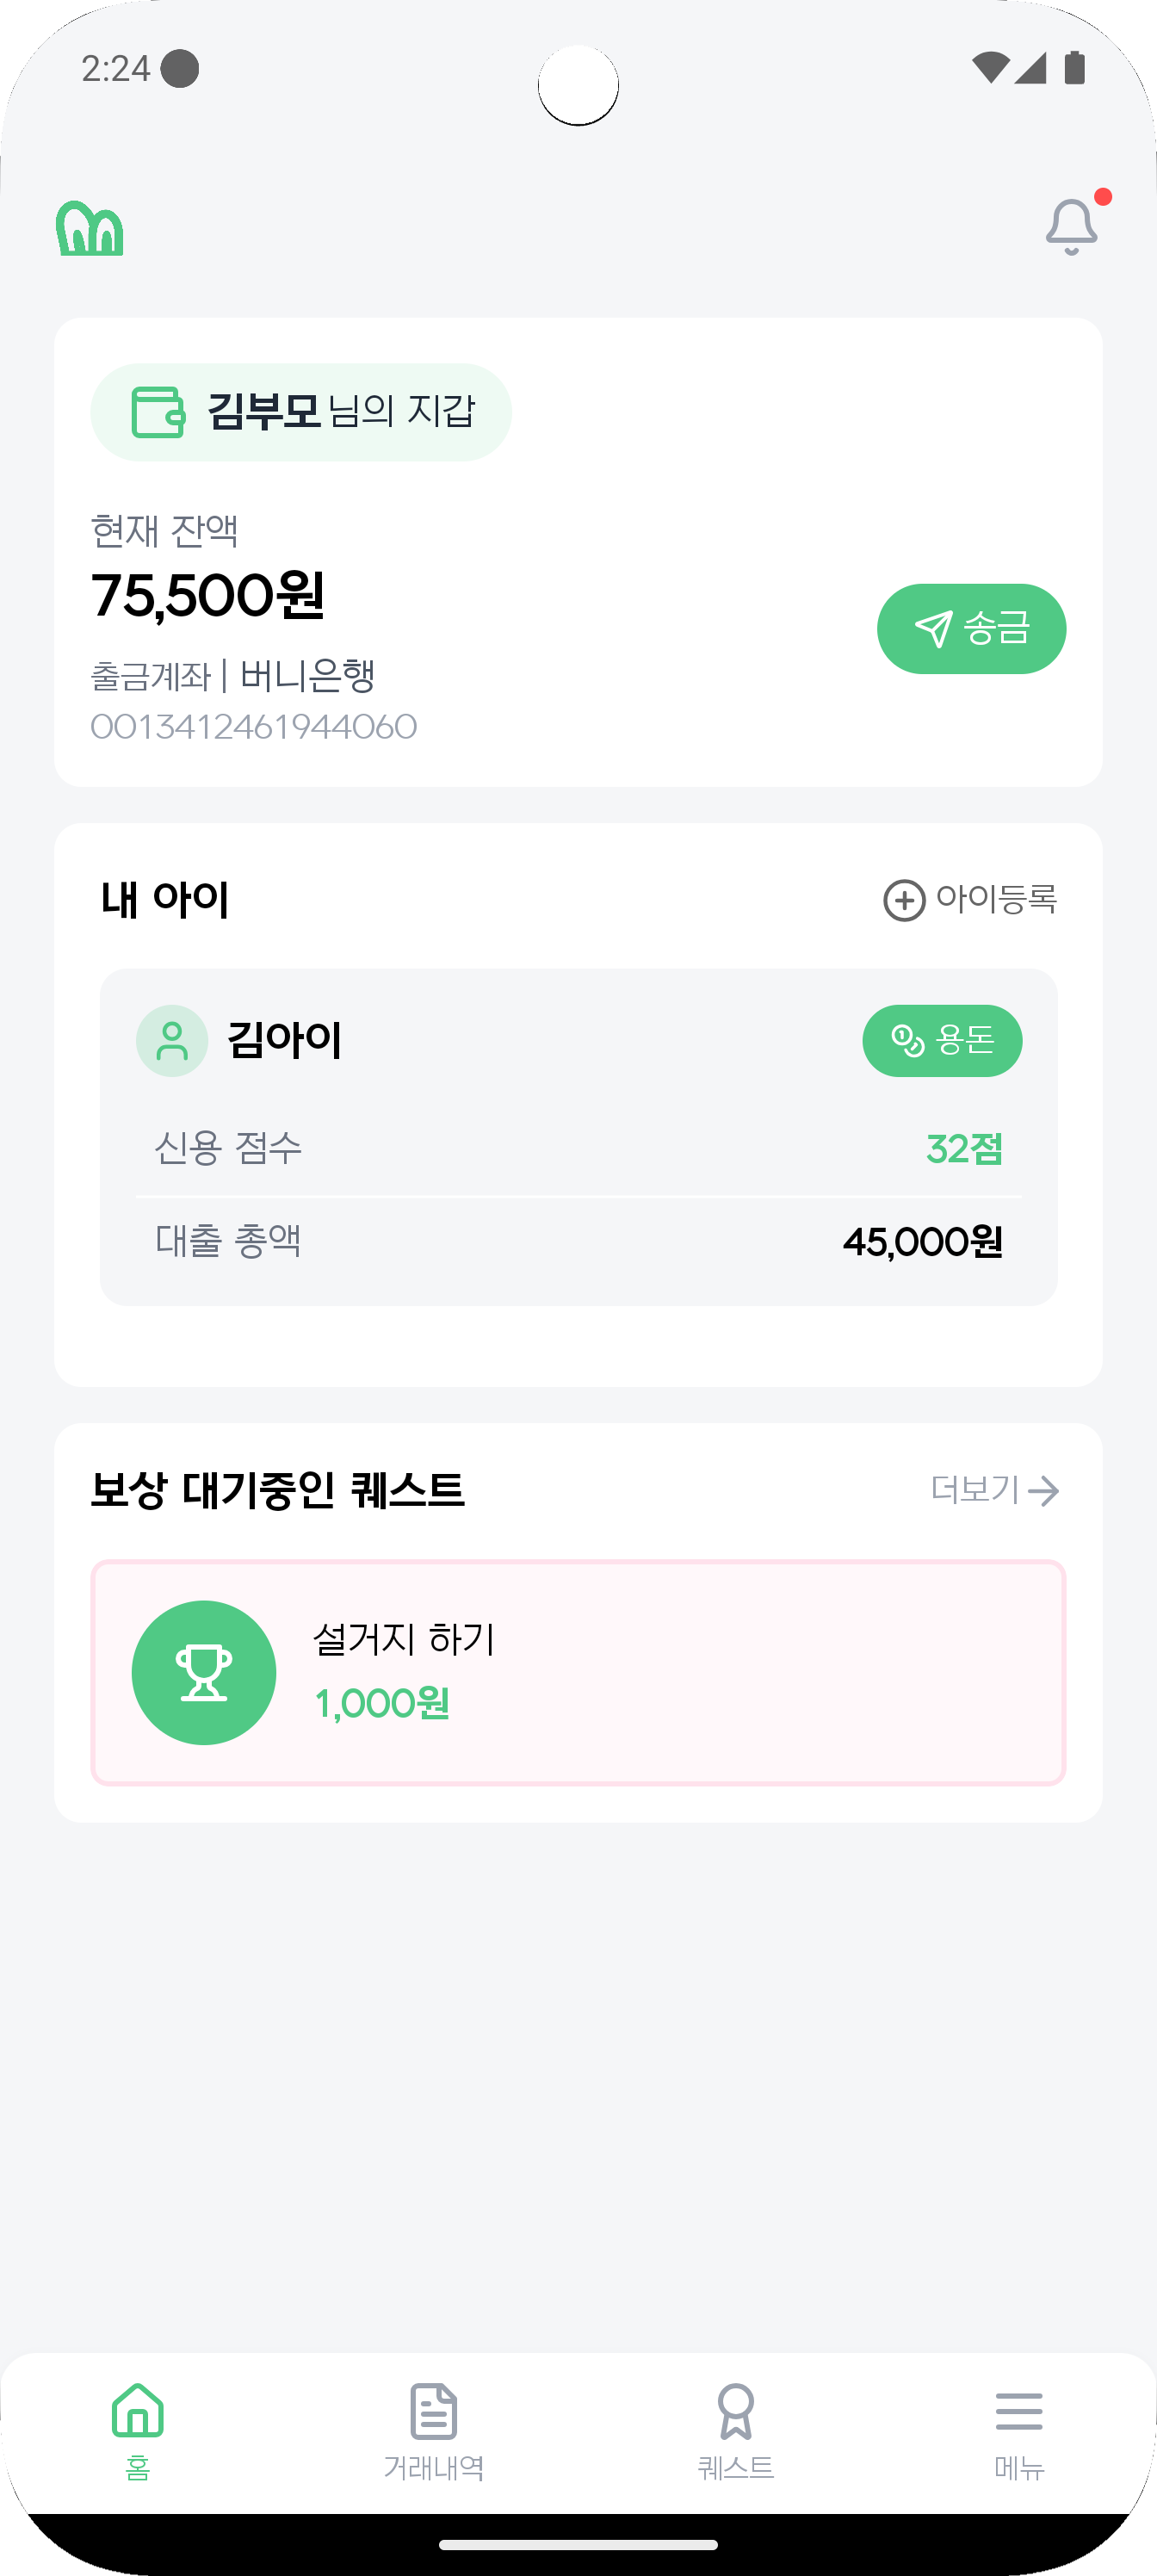 2:24
김부모 님의 지갑
현재 잔액
75,500원
송금
출금계좌 | 버니은행
0013412461944060
내 아이
아이등록
김아이
용돈
신용 점수
32점
대출 총액
45,000원
보상 대기중인 퀘스트
더보기
설거지 하기
1,000원
홈
거래내역
퀘스트
메뉴